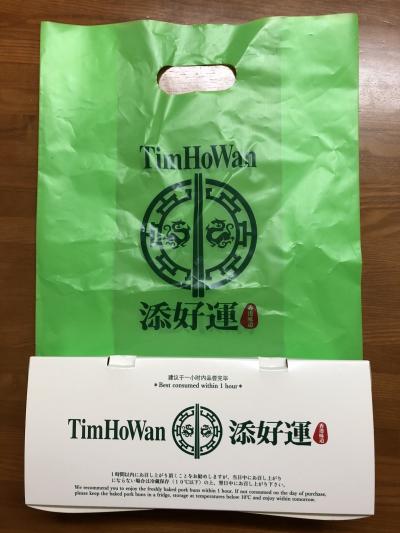 TimHoWan
添好運
建议于一小时内品尝完毕
* Best consumed within 1 hour *
TimHoWan 添好運
1時間以内にお召し上がり頂くことをお勧めしますが、当日中にお召し上がり
にならない場合は冷蔵保存（10℃以下)の上、翌日中にお召し上がり下さい。
We recommend you to enjoy the freshly baked pork buns within 1 hour. If not consumed on the day of purchase,
please keep the baked pork buns in a fridge, storage at temperatures below 10℃ and enjoy within tomorrow.